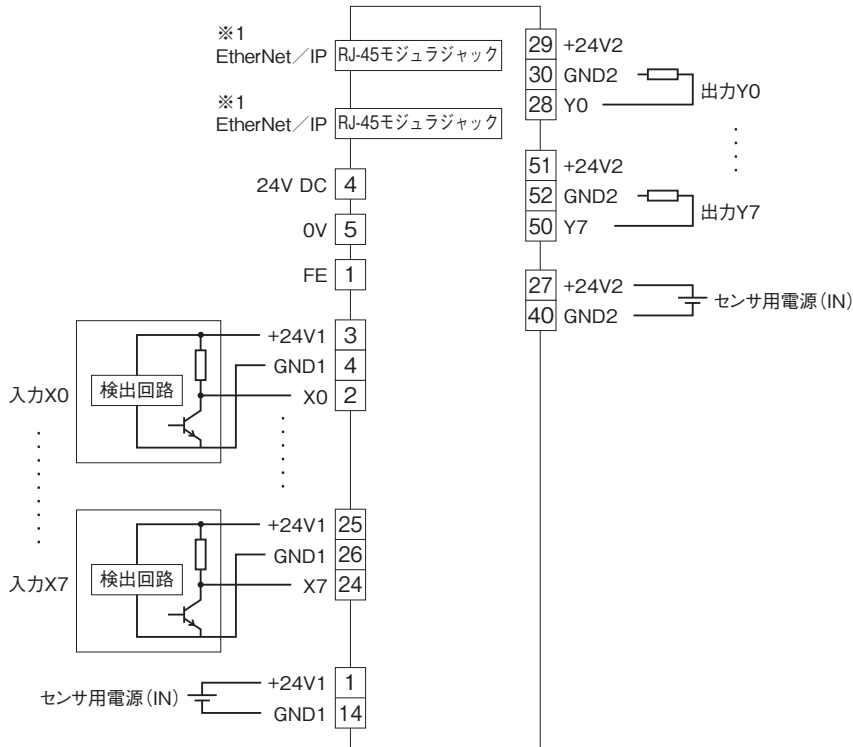 ※1
EtherNet／IP RJ-45モジュラジャック
※1
EtherNet／IP RJ-45モジュラジャック
24V DC 4
0V 5
FE 1
入力X0
検出回路
+24V1 3
GND1 4
X0 2
入力X7
検出回路
+24V1 25
GND1 26
X7 24
センサ用電源（IN）
+24V1 1
GND1 14
29 +24V2
30 GND2
28 Y0
出力Y0
51 +24V2
52 GND2
50 Y7
出力Y7
27 +24V2
40 GND2
センサ用電源（IN）